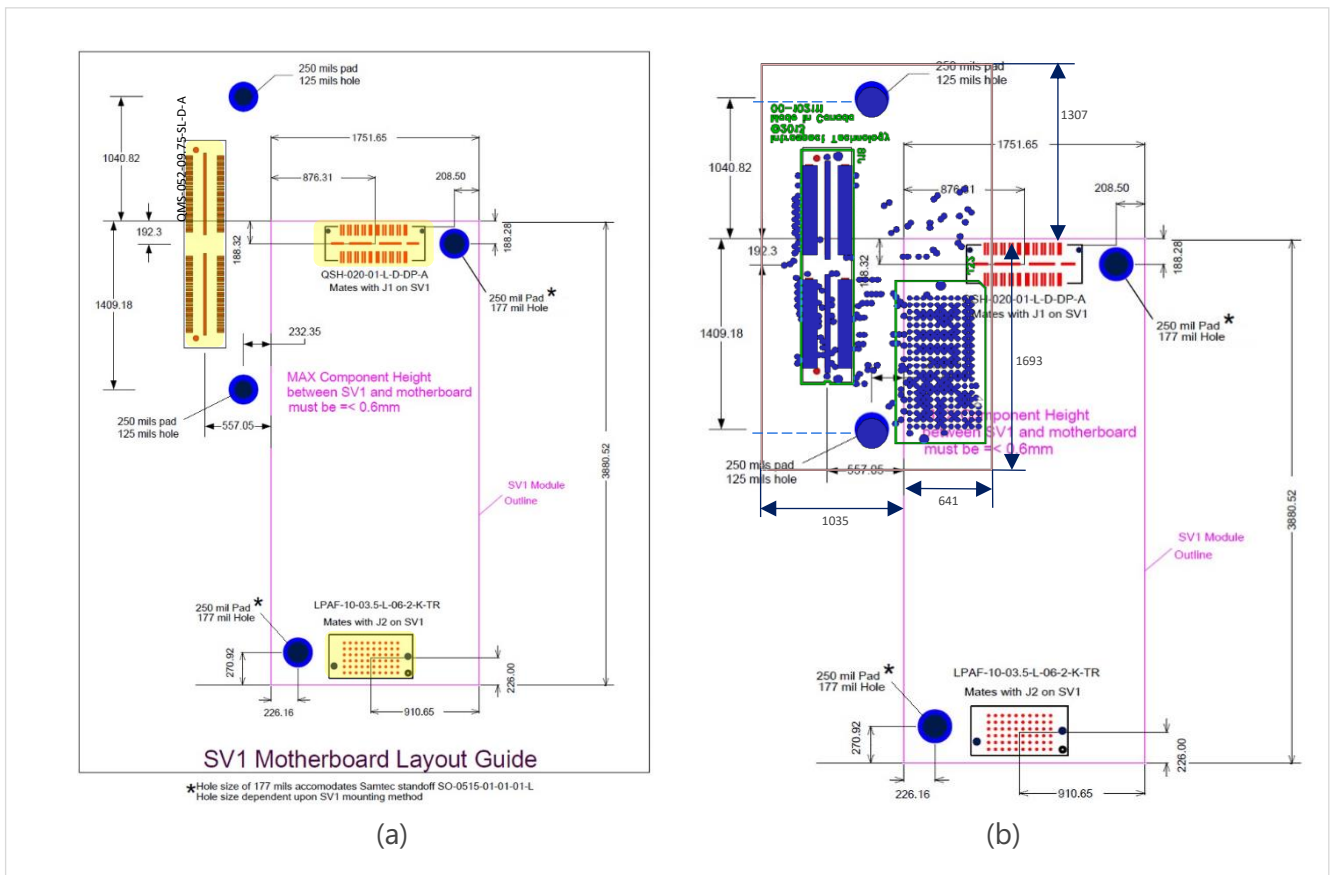 250 mils pad
125 mils hole
QMS-052-09.75-SL-D-A
1751.65
1040.82
876.31
208.50
192.3
188.32
188.28
QSH-020-01-L-D-DP-A
Mates with J1 on SV1
250 mil Pad *
177 mil Hole
1409.18
232.35
MAX Component Height
between SV1 and motherboard
must be =< 0.6mm
250 mils pad
125 mils hole
557.05
3880.52
SV1 Module
Outline
250 mil Pad *
177 mil Hole
LPAF-10-03.5-L-06-2-K-TR
Mates with J2 on SV1
270.92
226.00
226.16
910.65
SV1 Motherboard Layout Guide
*Hole size of 177 mils accomodates Samtec standoff SO-0515-01-01-01-L
Hole size dependent upon SV1 mounting method
(a)
250 mils pad
125 mils hole
00-102111
Made in Canada
@2013
Introspect Technology
1307
1751.65
1040.82
876.31
208.50
192.3
188.32
188.28
QSH-020-01-L-D-DP-A
Mates with J1 on SV1
250 mil Pad *
177 mil Hole
1409.18
1693
Component Height
between SV1 and motherboard
must be =< 0.6mm
250 mils pad
125 mils hole
557.05
641
1035
3880.52
SV1 Module
Outline
250 mil Pad *
177 mil Hole
LPAF-10-03.5-L-06-2-K-TR
Mates with J2 on SV1
270.92
226.00
226.16
910.65
(b)